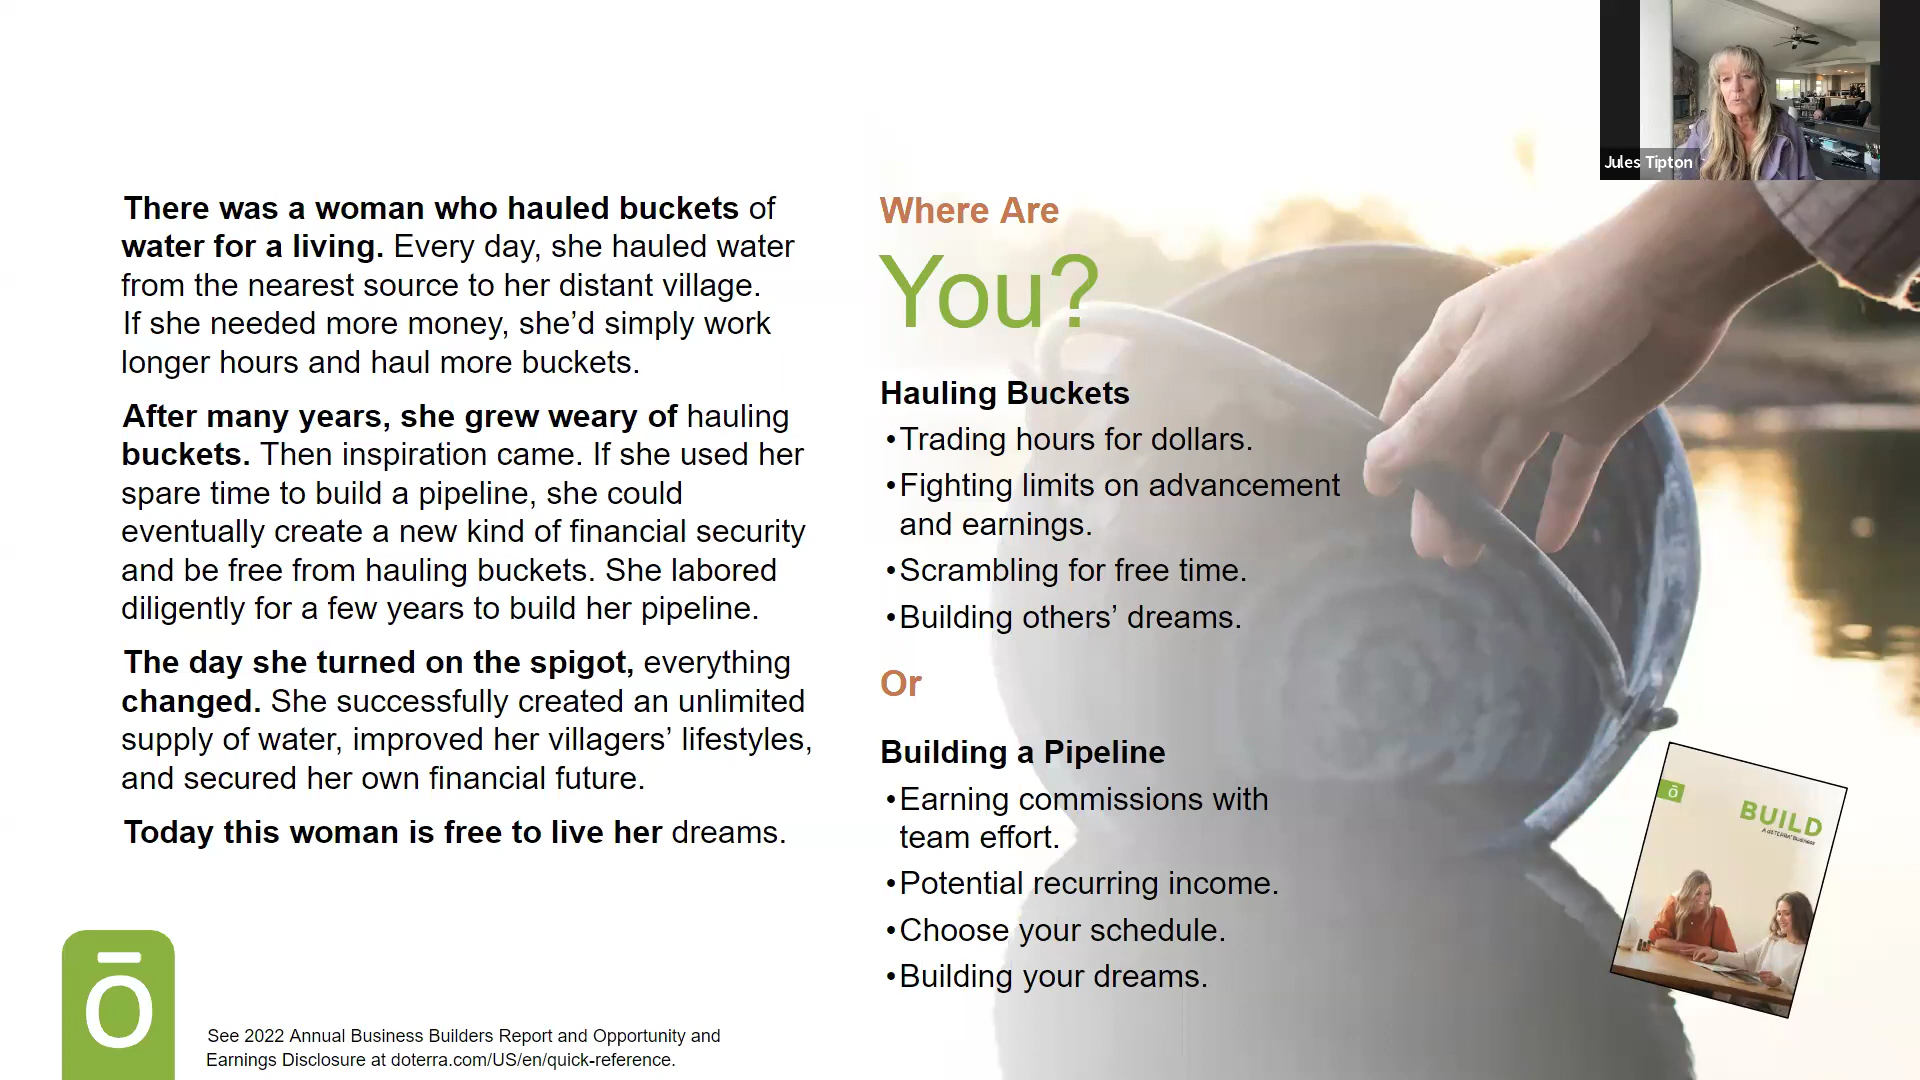 Jules Tipton
There was a woman who hauled buckets of
water for a living. Every day, she hauled water
from the nearest source to her distant village.
If she needed more money, she’d simply work
longer hours and haul more buckets.
After many years, she grew weary of hauling
buckets. Then inspiration came. If she used her
spare time to build a pipeline, she could
eventually create a new kind of financial security
and be free from hauling buckets. She labored
diligently for a few years to build her pipeline.
The day she turned on the spigot, everything
changed. She successfully created an unlimited
supply of water, improved her villagers’ lifestyles,
and secured her own financial future.
Today this woman is free to live her dreams.
Where Are
You?
Hauling Buckets
•Trading hours for dollars.
•Fighting limits on advancement
and earnings.
•Scrambling for free time.
•Building others’ dreams.
Or
Building a Pipeline
•Earning commissions with
team effort.
•Potential recurring income.
•Choose your schedule.
•Building your dreams.
ō
BUILD
A dōTERRA Business
ō
See 2022 Annual Business Builders Report and Opportunity and
Earnings Disclosure at doterra.com/US/en/quick-reference.